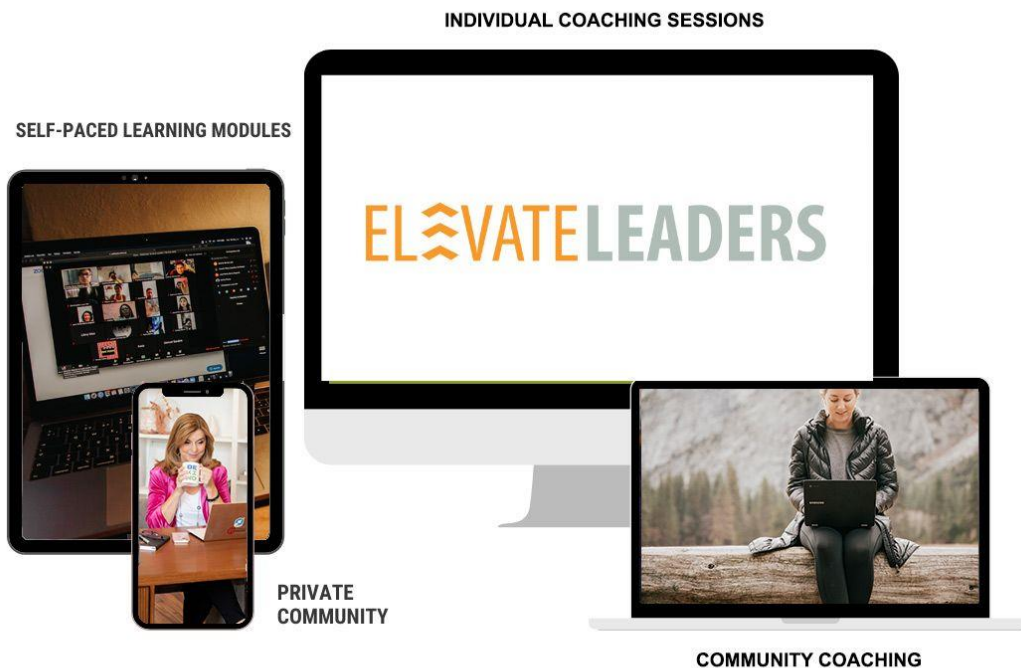 INDIVIDUAL COACHING SESSIONS
SELF-PACED LEARNING MODULES
ELEVATE LEADERS
PRIVATE
COMMUNITY
COMMUNITY COACHING